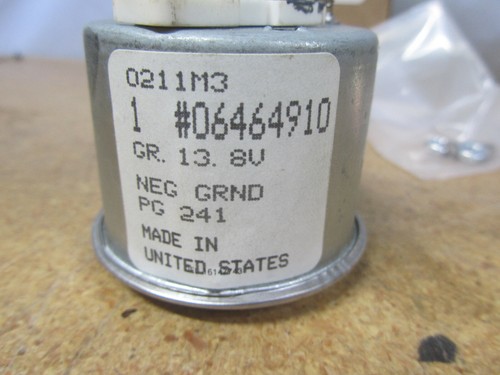 0211M3
1 #06464910
GR. 13.8V
NEG GRND
PG 241
MADE IN
UNITED STATES